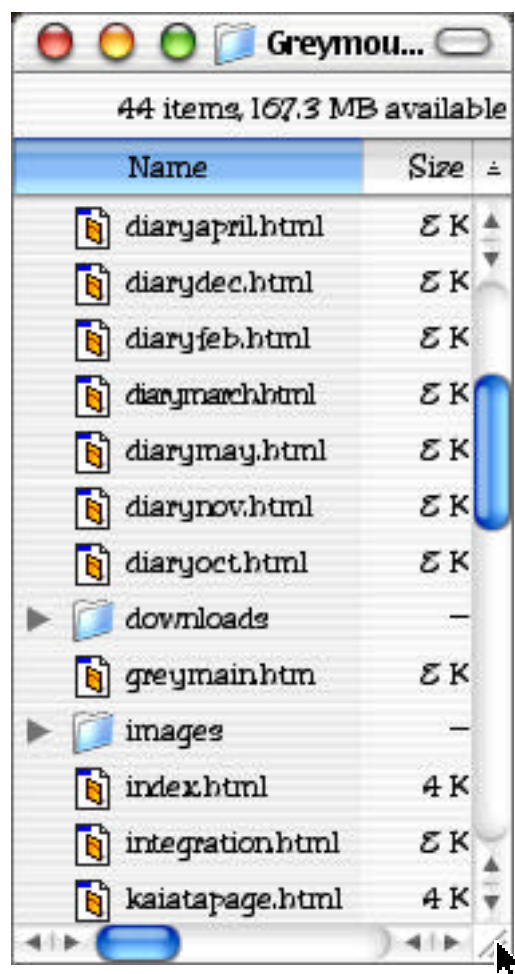 Greymou...
44 items, 167.3 MB available
Name Size
diaryapril.html 8 K
diarydec.html 8 K
diaryfeb.html 8 K
diarymarch.html 8 K
diarymay.html 8 K
diarynov.html 8 K
diaryoct.html 8 K
downloads —
greymain.htm 8 K
images —
index.html 4 K
integration.html 8 K
kaiatapage.html 4 K